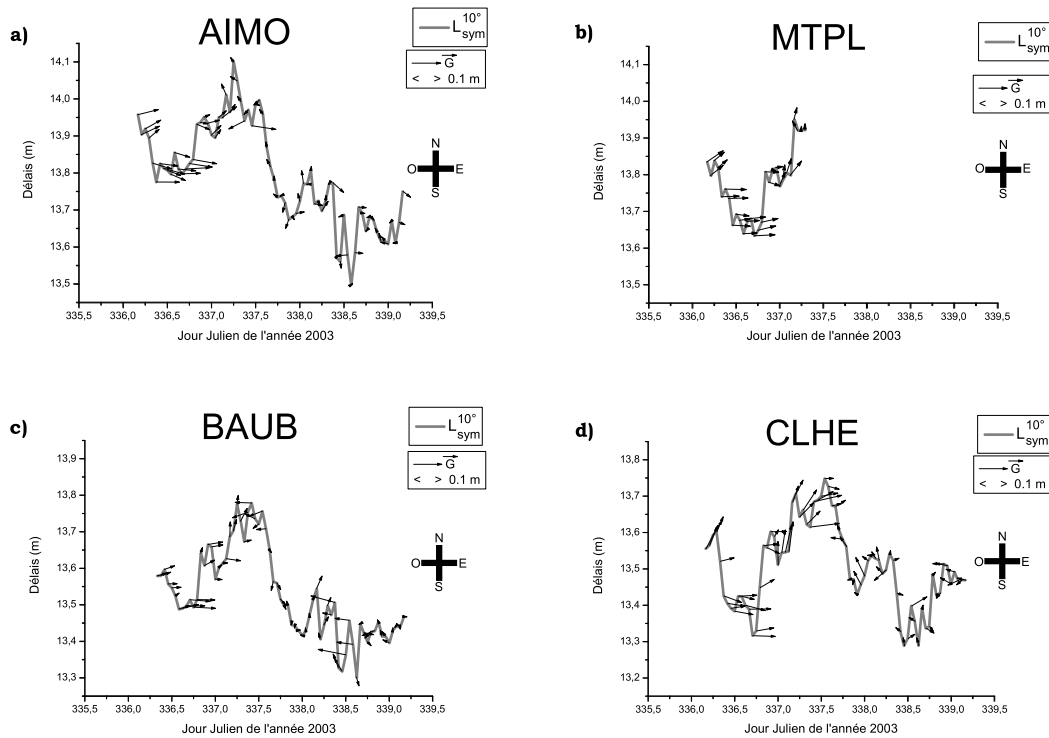 a)
AIMO
L 10° sym
G
< > 0.1 m
14,1
14,0
13,9
13,8
13,7
13,6
13,5
Délais (m)
N
O E
S
335,5 336,0 336,5 337,0 337,5 338,0 338,5 339,0 339,5
Jour Julien de l'année 2003
b)
MTPL
L 10° sym
G
< > 0.1 m
14,1
14,0
13,9
13,8
13,7
13,6
13,5
Délais (m)
N
O E
S
335,5 336,0 336,5 337,0 337,5 338,0 338,5 339,0 339,5
Jour Julien de l'année 2003
c)
BAUB
L 10° sym
G
< > 0.1 m
13,9
13,8
13,7
13,6
13,5
13,4
13,3
Délais (m)
N
O E
S
335,5 336,0 336,5 337,0 337,5 338,0 338,5 339,0 339,5
Jour Julien de l'année 2003
d)
CLHE
L 10° sym
G
< > 0.1 m
13,8
13,7
13,6
13,5
13,4
13,3
13,2
Délais (m)
N
O E
S
335,5 336,0 336,5 337,0 337,5 338,0 338,5 339,0 339,5
Jour Julien de l'année 2003